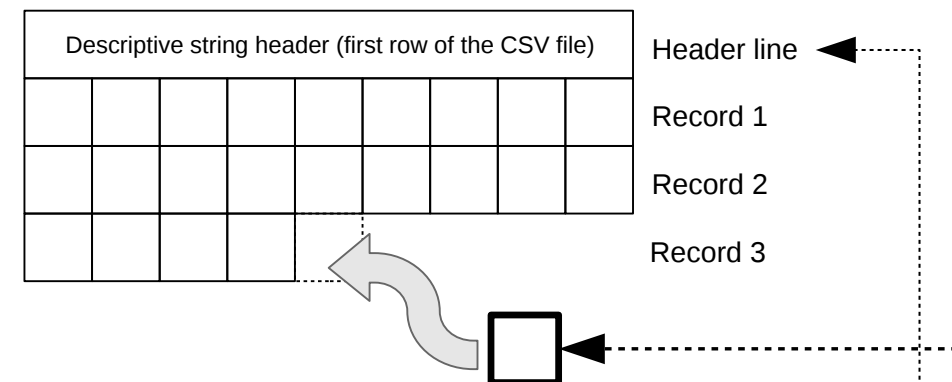 Descriptive string header (first row of the CSV file)
Header line
Record 1
Record 2
Record 3